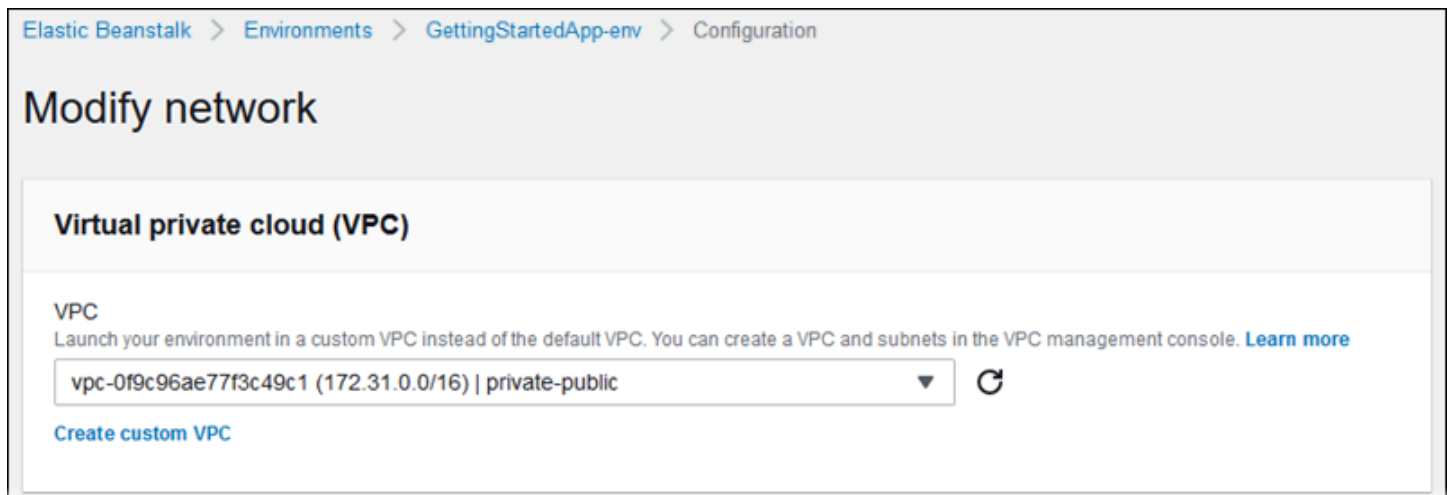 Elastic Beanstalk > Environments > GettingStartedApp-env > Configuration
Modify network
Virtual private cloud (VPC)
VPC
Launch your environment in a custom VPC instead of the default VPC. You can create a VPC and subnets in the VPC management console. Learn more
vpc-0f9c96ae77f3c49c1 (172.31.0.0/16) | private-public
Create custom VPC